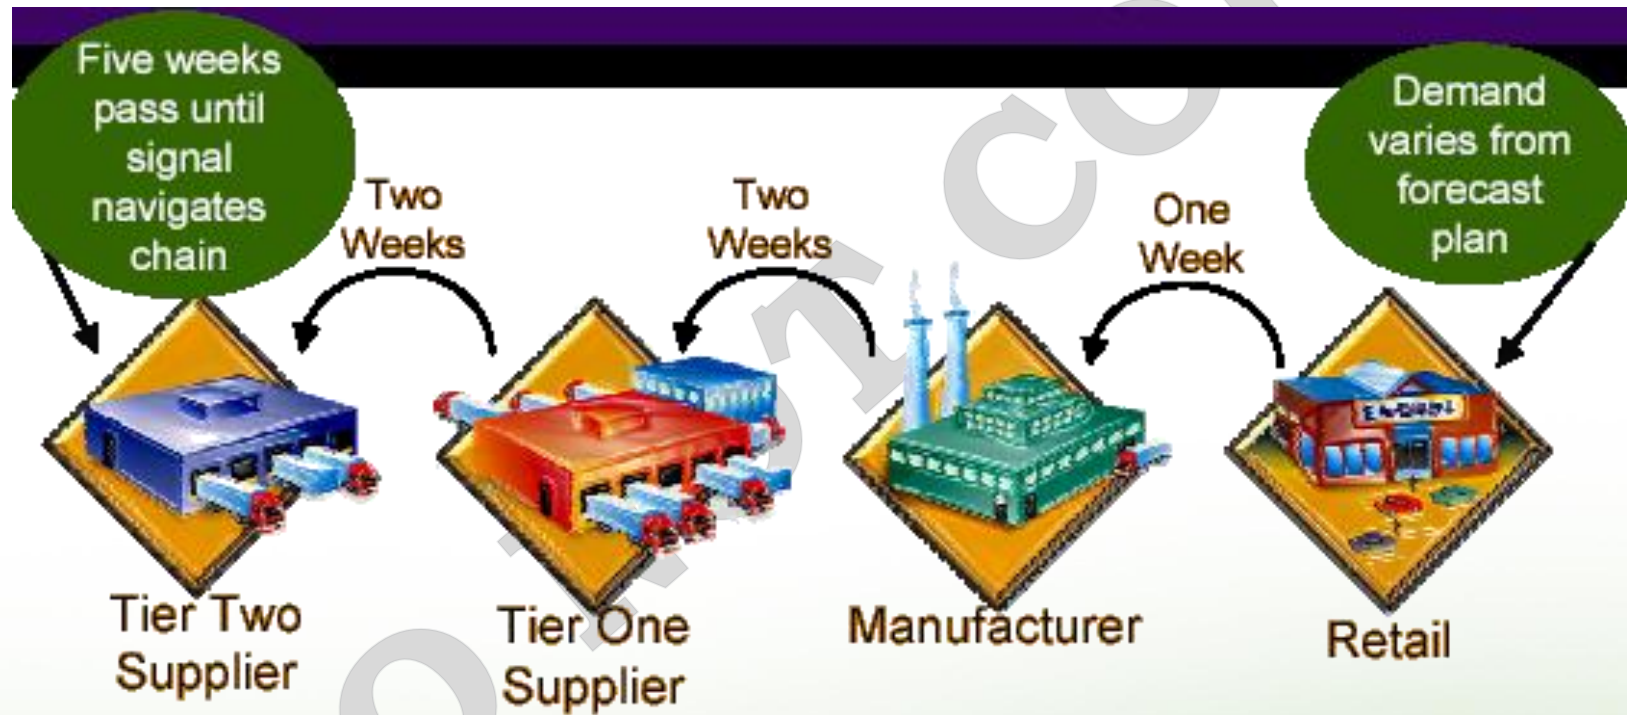 Five weeks
pass until
signal
navigates
chain
Two
Weeks
Two
Weeks
One
Week
Demand
varies from
forecast
plan
Tier Two
Supplier
Tier One
Supplier
Manufacturer
Retail